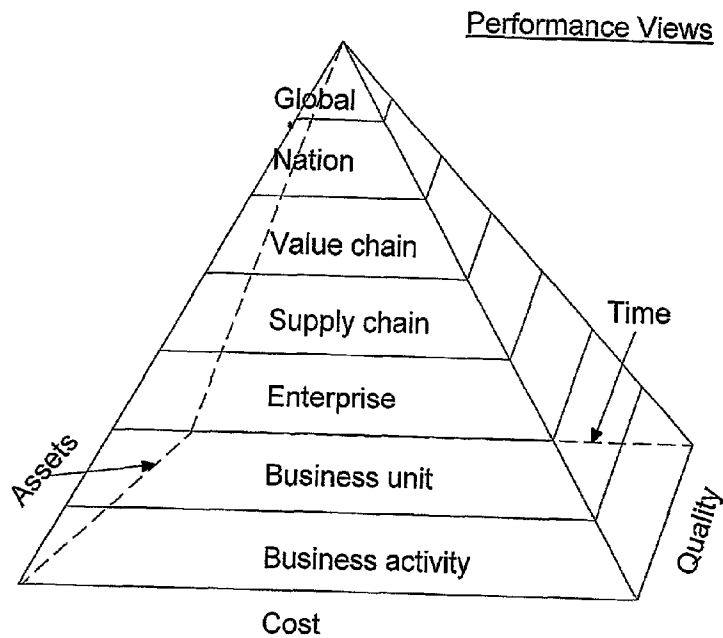 Performance Views
Global
Nation
Value chain
Supply chain
Time
Enterprise
Assets
Business unit
Quality
Business activity
Cost